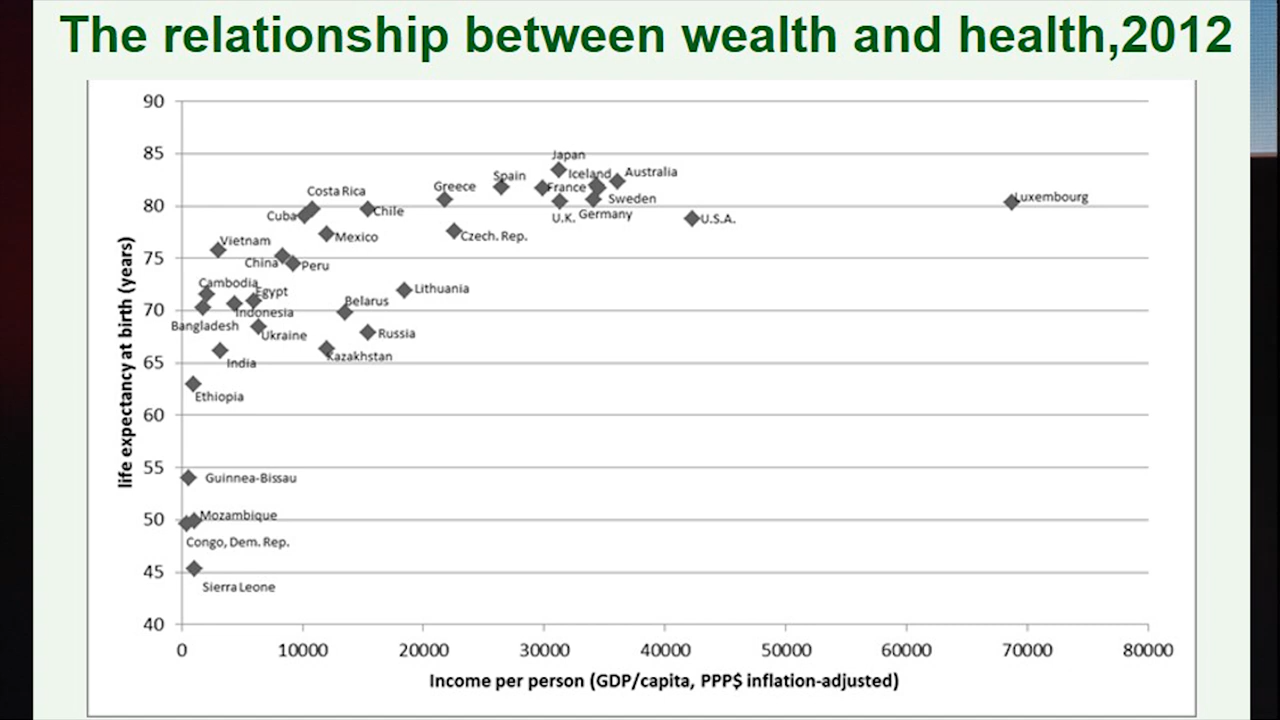 The relationship between wealth and health,2012
90
85
80
75
70
65
60
55
50
45
40
life expectancy at birth (years)
Japan
Iceland
Australia
Spain
France
Greece
Costa Rica
Sweden
Luxembourg
Cuba
Chile
U.K.
Germany
U.S.A.
Mexico
Czech. Rep.
Vietnam
China
Peru
Cambodia
Egypt
Lithuania
Indonesia
Belarus
Bangladesh
Ukraine
Russia
Kazakhstan
India
Ethiopia
Guinnea-Bissau
Mozambique
Congo, Dem. Rep.
Sierra Leone
0
10000
20000
30000
40000
50000
60000
70000
80000
Income per person (GDP/capita, PPP$ inflation-adjusted)